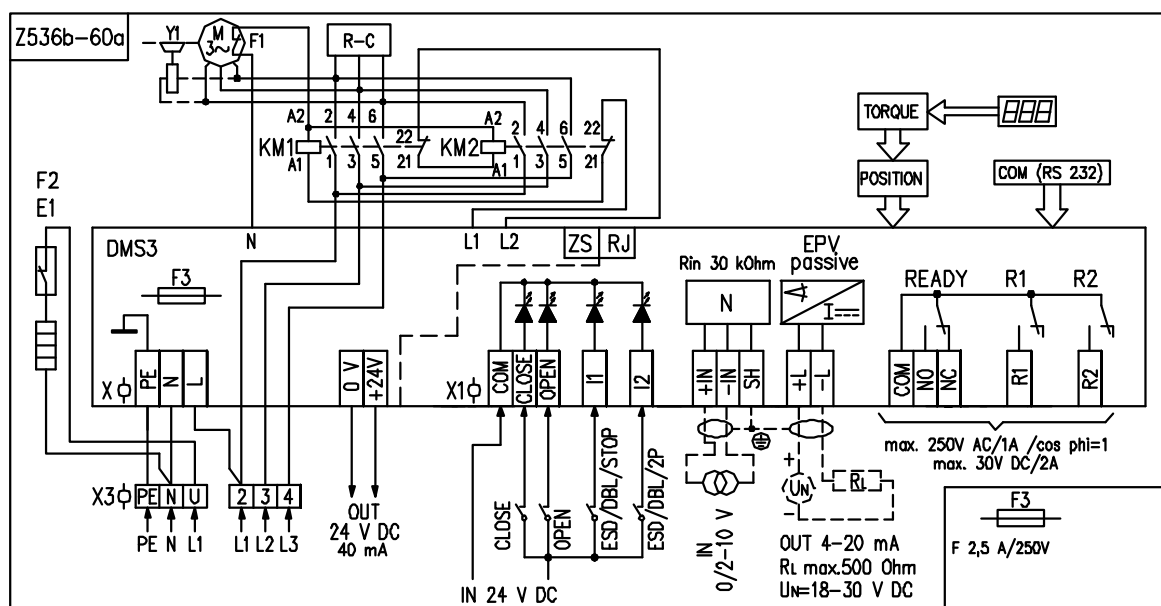 Z536b-60a
Y1
M
3~
F1
R-C
A2
2
4
6
22
A2
2
4
6
22
KM1
KM2
A1
1
3
5
21
A1
1
3
5
21
TORQUE
POSITION
COM (RS 232)
F2
E1
DMS3
N
L1
L2
ZS
RJ
F3
Rin 30 kOhm
N
EPV
passive
I
READY
R1
R2
X
PE
N
L
0 V
+24V
X1
COM
CLOSE
OPEN
I1
I2
+IN
-IN
SH
+L
-L
COM
NO
NC
R1
R2
max. 250V AC/1A /cos phi=1
max. 30V DC/2A
X3
PE
N
U
2
3
4
PE
N
L1
L1
L2
L3
OUT
24 V DC
40 mA
CLOSE
OPEN
ESD/DBL/STOP
ESD/DBL/2P
IN 24 V DC
IN
0/2-10 V
+
UN
-
RL
OUT 4-20 mA
RL max.500 Ohm
UN=18-30 V DC
F3
F 2,5 A/250V